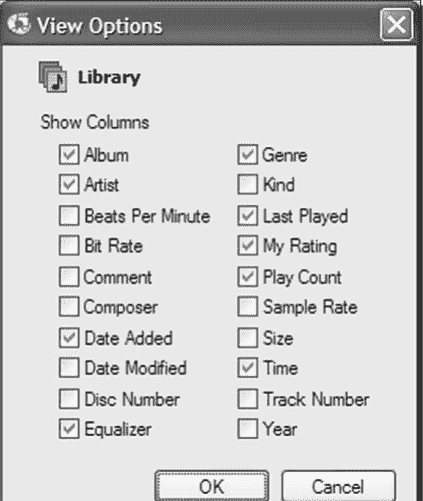 View Options
Library
Show Columns
Album
Artist
Beats Per Minute
Bit Rate
Comment
Composer
Date Added
Date Modified
Disc Number
Equalizer
Genre
Kind
Last Played
My Rating
Play Count
Sample Rate
Size
Time
Track Number
Year
OK
Cancel